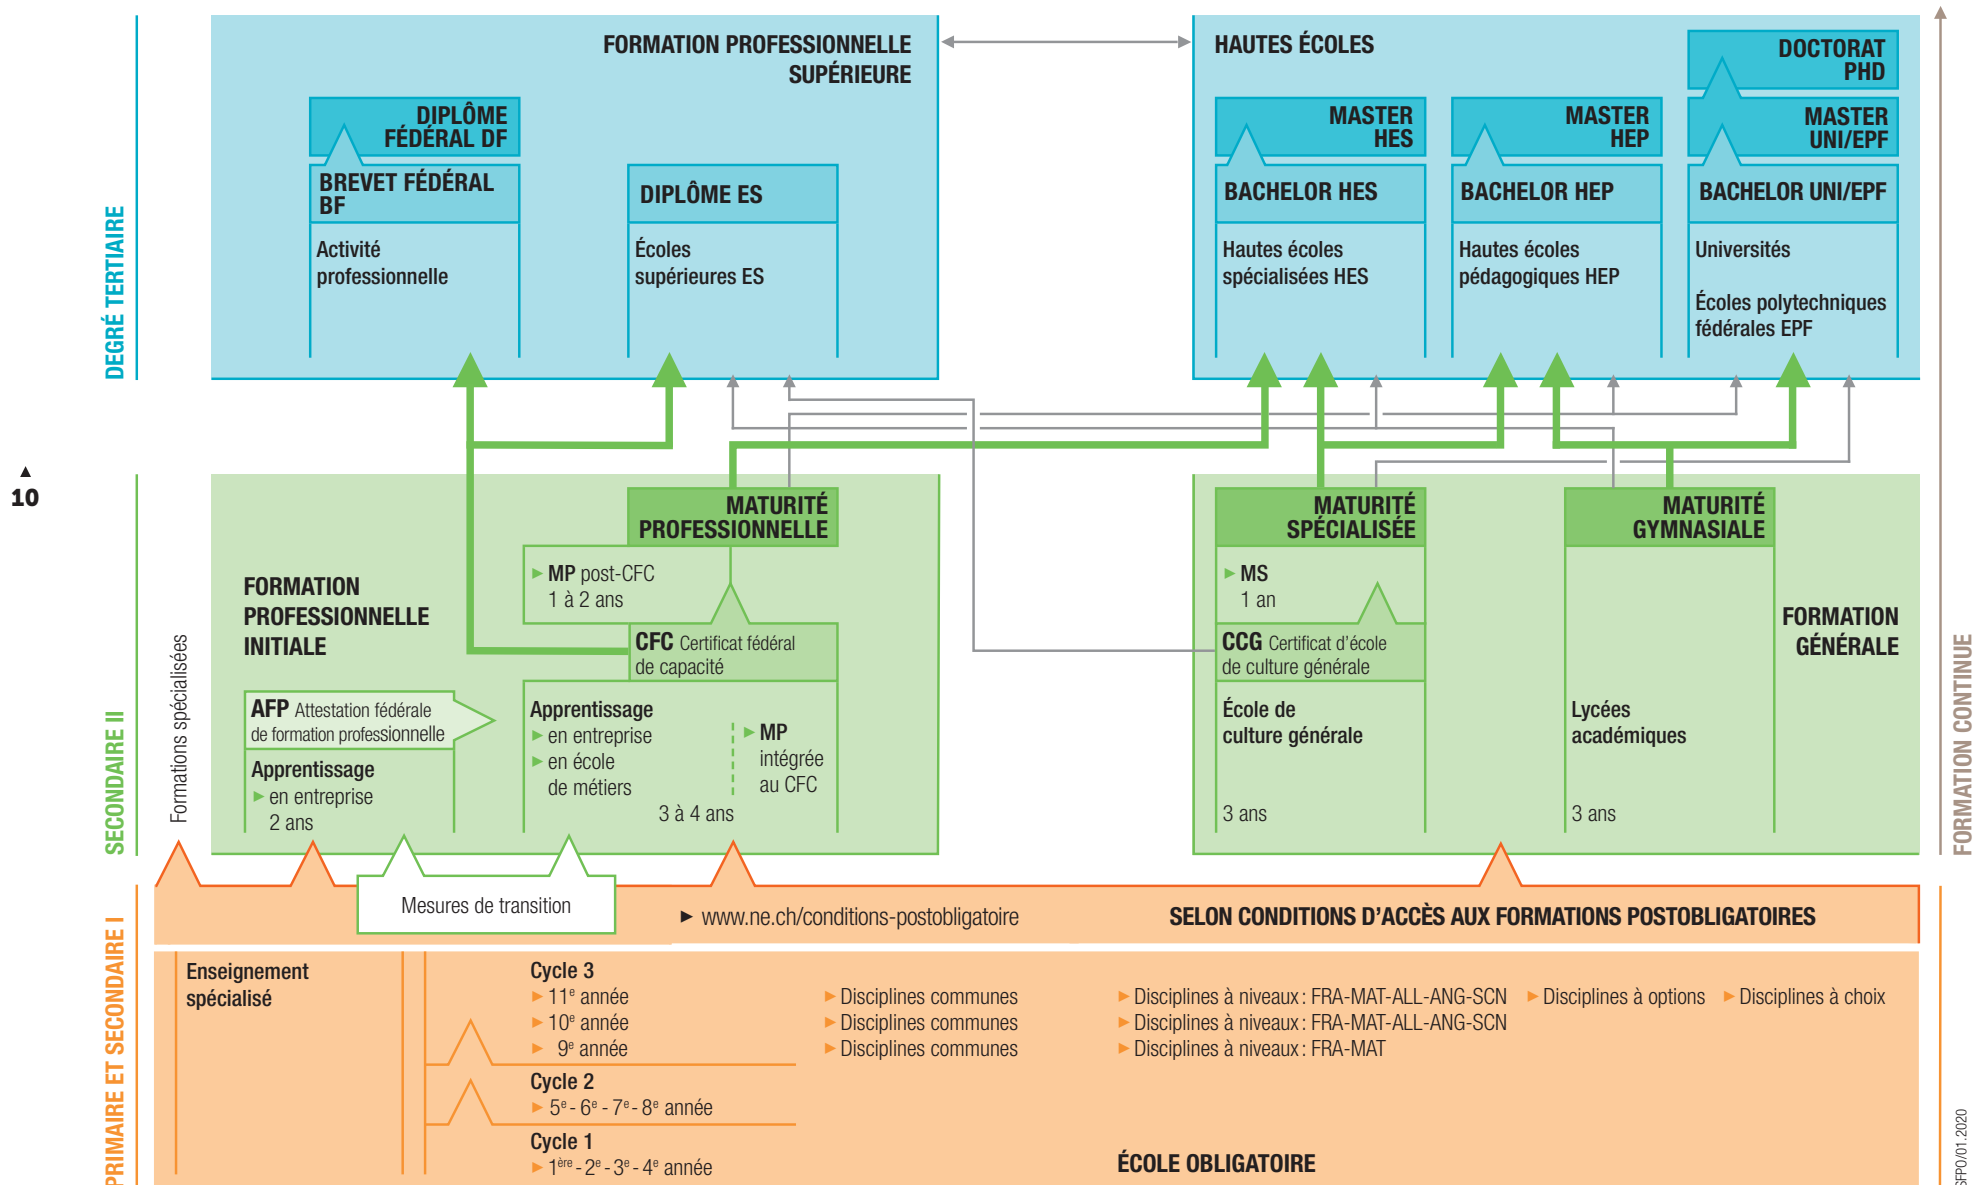 FORMATION PROFESSIONNELLE
SUPÉRIEURE
DIPLÔME
FÉDÉRAL DF
BREVET FÉDÉRAL
BF
Activité
professionnelle
DIPLÔME ES
Écoles
supérieures ES
HAUTES ÉCOLES
MASTER
HES
BACHELOR HES
Hautes écoles
spécialisées HES
MASTER
HEP
BACHELOR HEP
Hautes écoles
pédagogiques HEP
DOCTORAT
PHD
MASTER
UNI/EPF
BACHELOR UNI/EPF
Universités
Écoles polytechniques
fédérales EPF
DEGRÉ TERTIAIRE
▲
10
SECONDAIRE II
Formations spécialisées
FORMATION
PROFESSIONNELLE
INITIALE
MATURITÉ
PROFESSIONNELLE
► MP post-CFC
1 à 2 ans
CFC Certificat fédéral
de capacité
AFP Attestation fédérale
de formation professionnelle
Apprentissage
► en entreprise
2 ans
Apprentissage
► en entreprise
► en école
de métiers
► MP
intégrée
au CFC
3 à 4 ans
MATURITÉ
SPÉCIALISÉE
► MS
1 an
CCG Certificat d'école
de culture générale
École de
culture générale
3 ans
MATURITÉ
GYMNASIALE
Lycées
académiques
3 ans
FORMATION
GÉNÉRALE
FORMATION CONTINUE
PRIMAIRE ET SECONDAIRE I
Mesures de transition
► www.ne.ch/conditions-postobligatoire
SELON CONDITIONS D'ACCÈS AUX FORMATIONS POSTOBLIGATOIRES
Enseignement
spécialisé
Cycle 3
► 11e année ► Disciplines communes ► Disciplines à niveaux : FRA-MAT-ALL-ANG-SCN ► Disciplines à options ► Disciplines à choix
► 10e année ► Disciplines communes ► Disciplines à niveaux : FRA-MAT-ALL-ANG-SCN
► 9e année ► Disciplines communes ► Disciplines à niveaux : FRA-MAT
Cycle 2
► 5e - 6e - 7e - 8e année
Cycle 1
► 1ère - 2e - 3e - 4e année
ÉCOLE OBLIGATOIRE
SFPO/01.2020